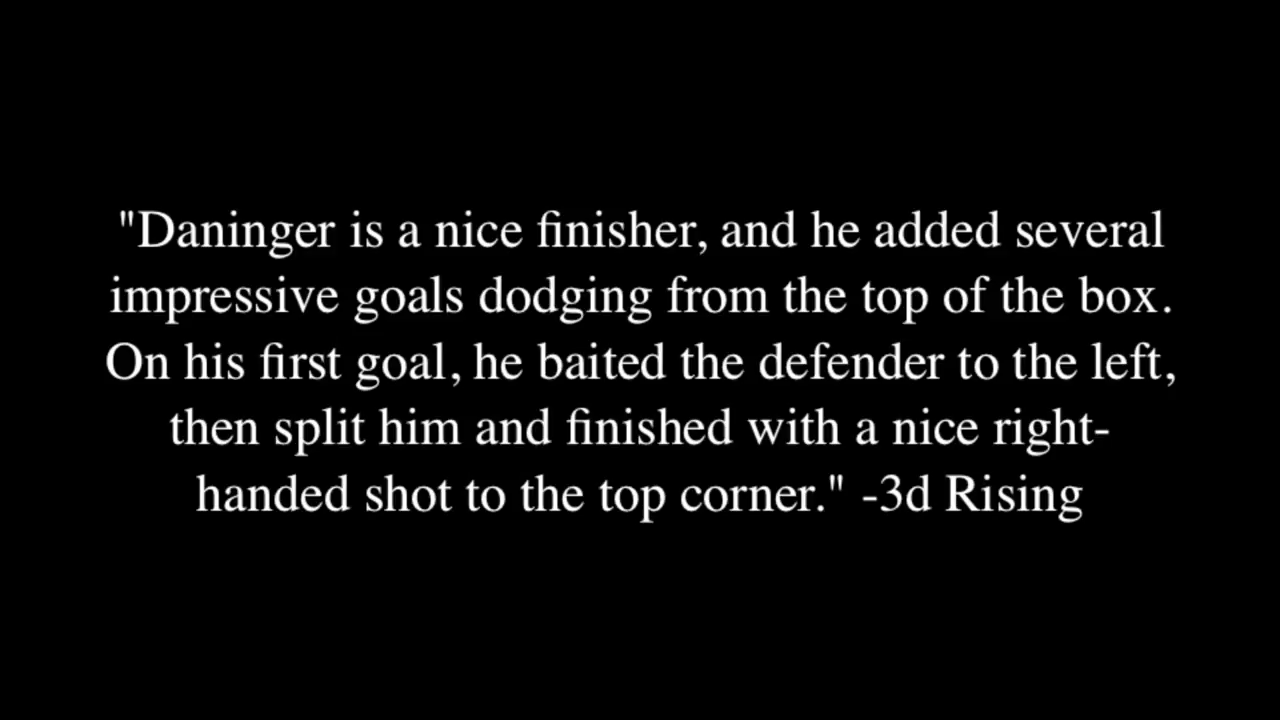 "Daninger is a nice finisher, and he added several
impressive goals dodging from the top of the box.
On his first goal, he baited the defender to the left,
then split him and finished with a nice right-
handed shot to the top corner." -3d Rising